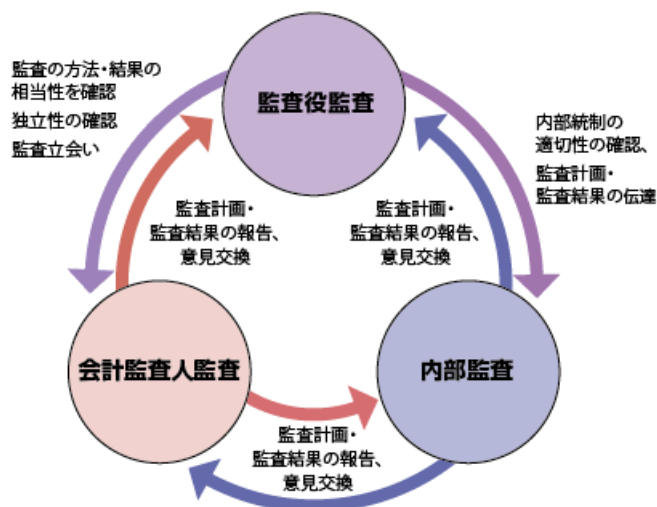 監査の方法・結果の
相当性を確認
独立性の確認
監査立会い
監査役監査
内部統制の
適切性の確認、
監査計画・
監査結果の伝達
監査計画・
監査結果の報告、
意見交換
監査計画・
監査結果の報告、
意見交換
会計監査人監査
内部監査
監査計画・
監査結果の報告、
意見交換